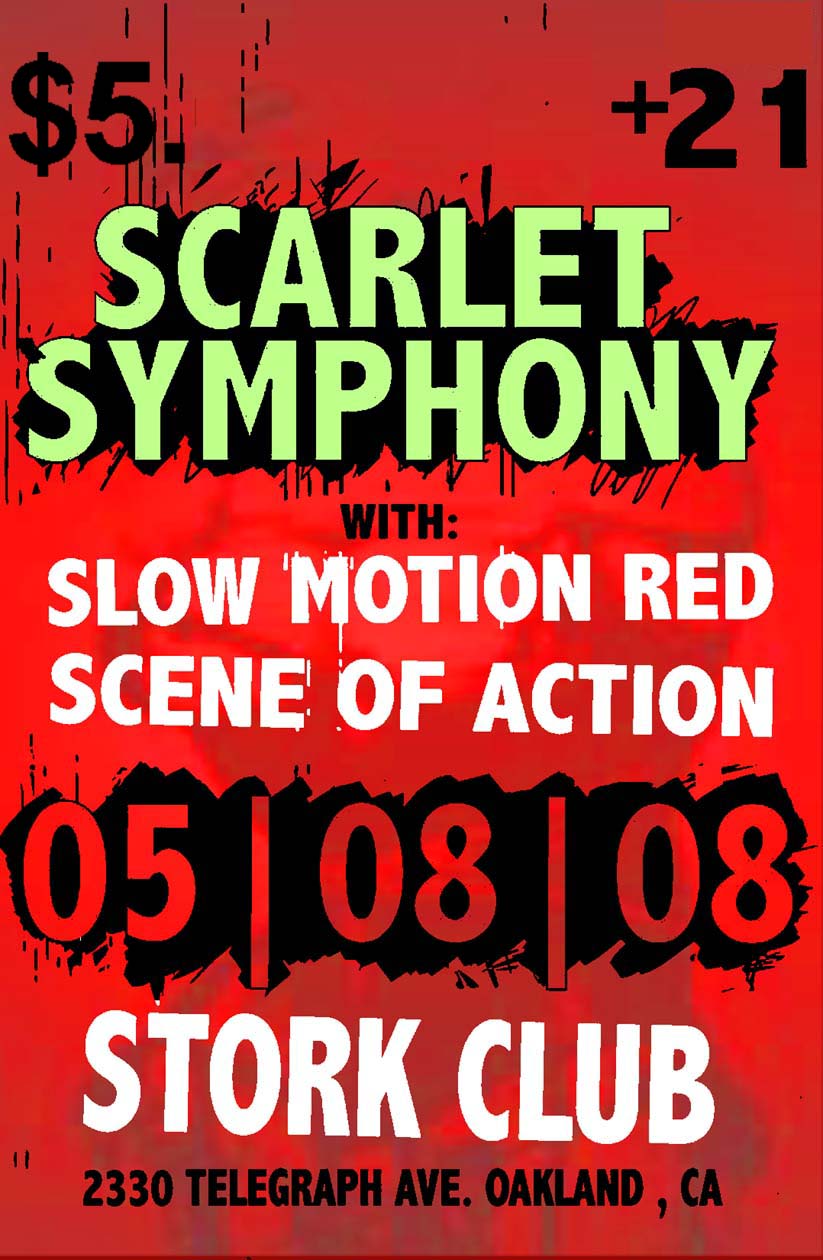 $5. +21
SCARLET
SYMPHONY
WITH:
SLOW MOTION RED
SCENE OF ACTION
05|08|08
STORK CLUB
2330 TELEGRAPH AVE. OAKLAND , CA